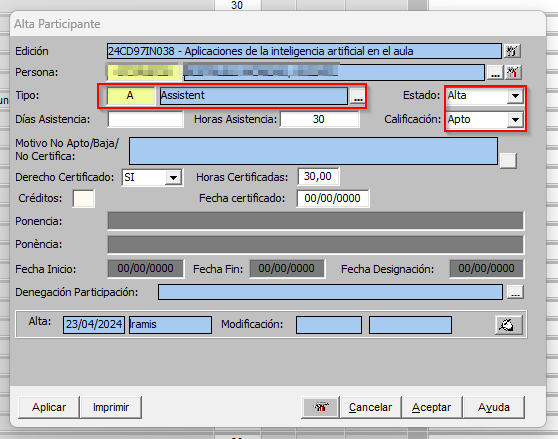 30
Alta Participante
Edición 24CD97IN038 - Aplicaciones de la inteligencia artificial en el aula
Persona: ...
Tipo: A Assistent ... Estado: Alta
Días Asistencia: Horas Asistencia: 30 Calificación: Apto
Motivo No Apto/Baja/
No Certifica:
Derecho Certificado: SI Horas Certificadas: 30,00
Créditos: Fecha certificado: 00/00/0000
Ponencia:
Ponència:
Fecha Inicio: 00/00/0000 Fecha Fin: 00/00/0000 Fecha Designación: 00/00/0000
Denegación Participación: ...
Alta: 23/04/2024 Iramis Modificación:
Aplicar Imprimir Cancelar Aceptar Ayuda